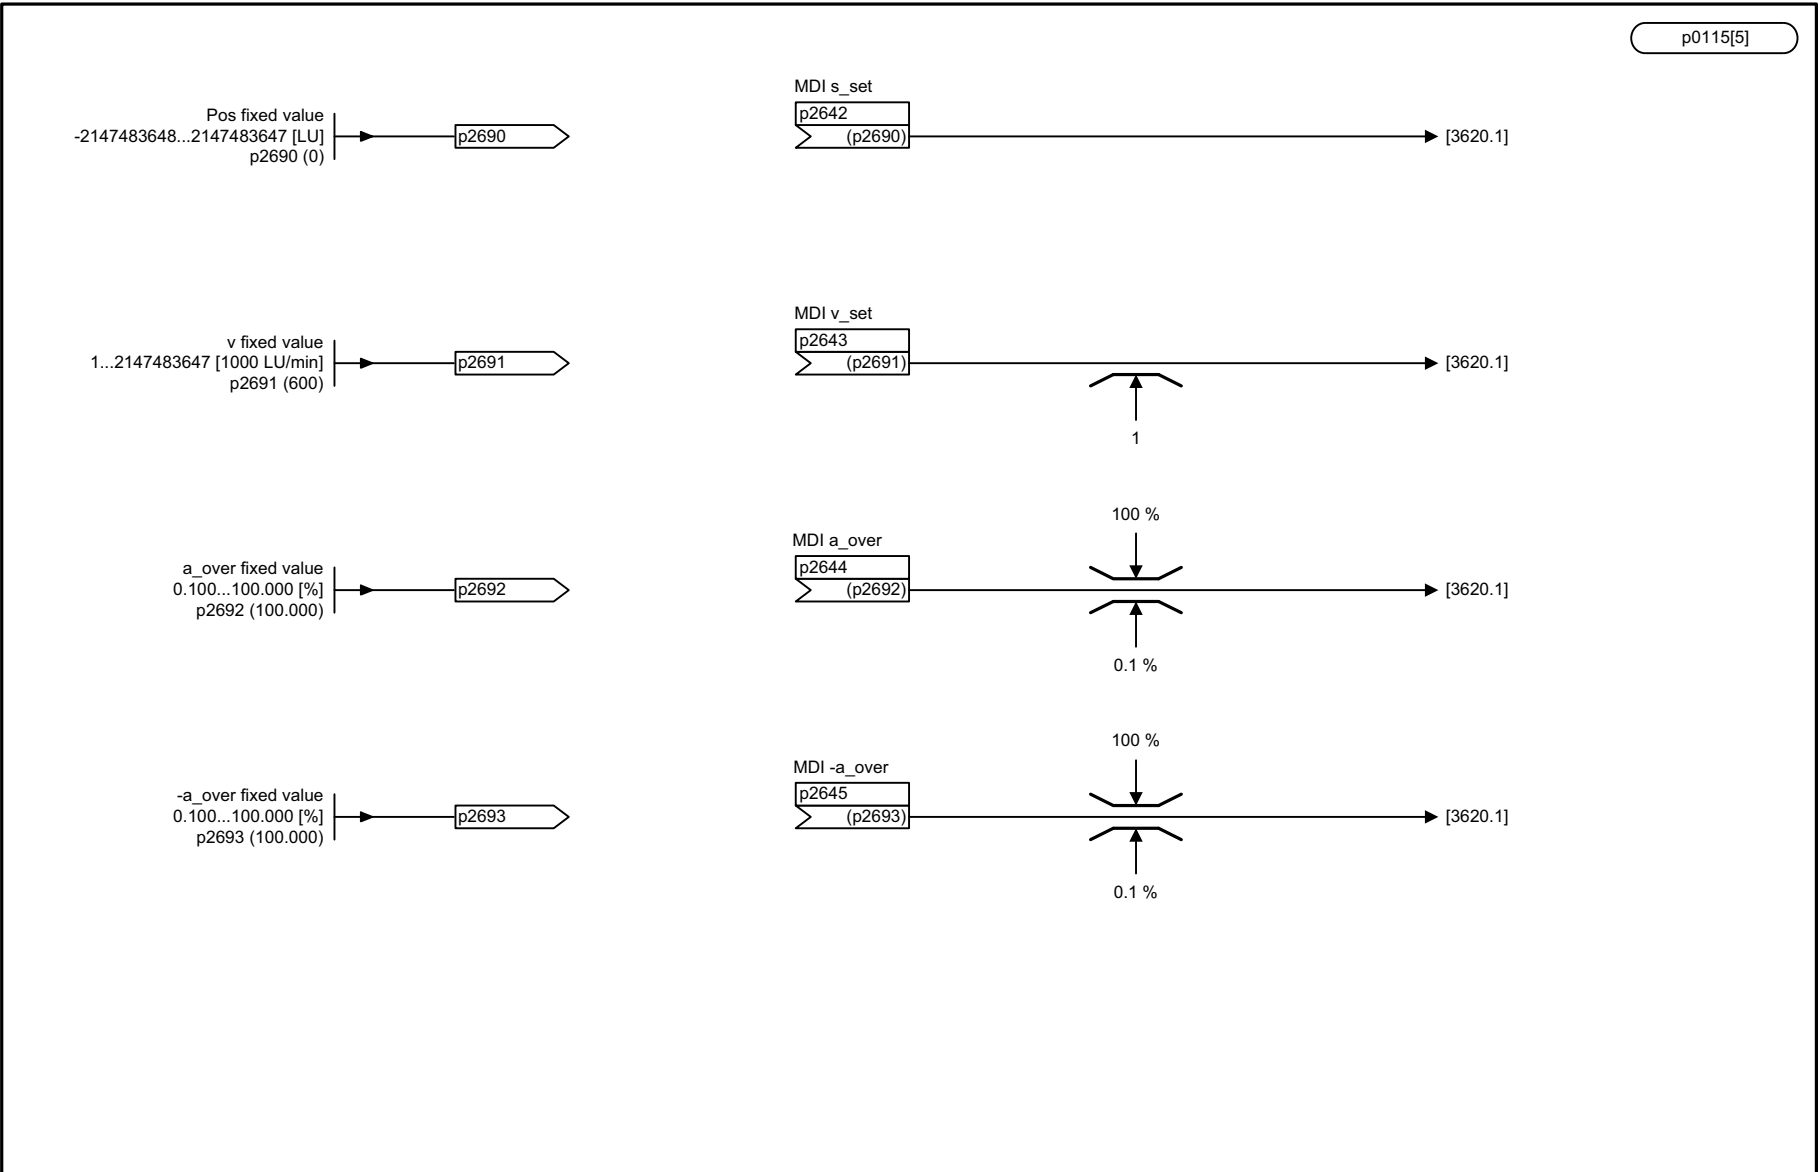 p0115[5]
Pos fixed value
-2147483648...2147483647 [LU]
p2690 (0)
p2690
MDI s_set
p2642
(p2690)
[3620.1]
v fixed value
1...2147483647 [1000 LU/min]
p2691 (600)
p2691
MDI v_set
p2643
(p2691)
[3620.1]
1
a_over fixed value
0.100...100.000 [%]
p2692 (100.000)
p2692
MDI a_over
p2644
(p2692)
100 %
0.1 %
[3620.1]
-a_over fixed value
0.100...100.000 [%]
p2693 (100.000)
p2693
MDI -a_over
p2645
(p2693)
100 %
0.1 %
[3620.1]